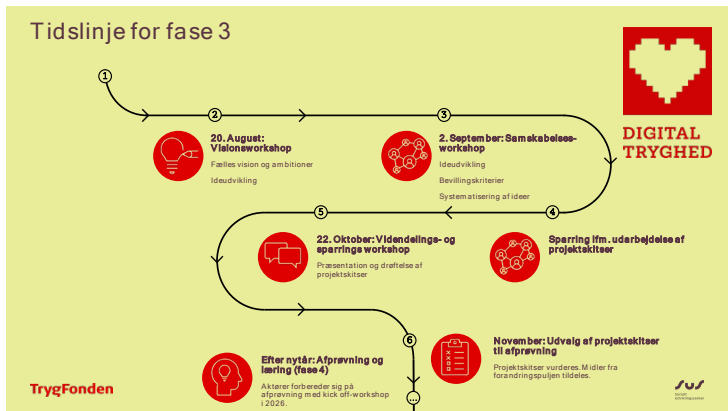 Tidslinje for fase 3
1
2
3
20. August:
Visionsworkshop
Fælles vision og ambitioner
Ideudvikling
2. September: Samskabelses-
workshop
Ideudvikling
Bevillingskriterier
Systematisering af ideer
DIGITAL
TRYGHED
5
4
22. Oktober: Videndelings- og
sparrings workshop
Præsentation og drøftelse af
projektskitser
Sparring ifm. udarbejdelse af
projektskitser
6
November: Udvalg af projektskitser
til afprøvning
Projektskitser vurderes. Midler fra
forandringspuljen tildeles.
Efter nytår: Afprøvning og
læring (fase 4)
Aktører forbereder sig på
afprøvning med kick off-workshop
i 2026.
...
TrygFonden
SUS